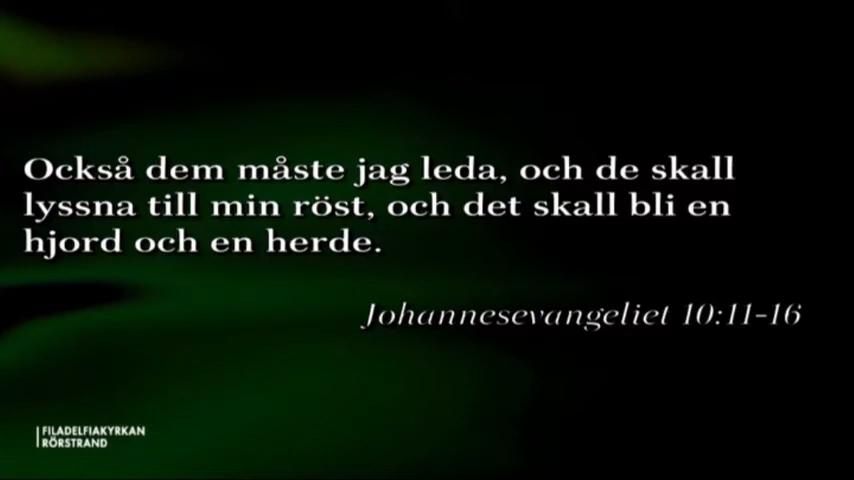 Också dem måste jag leda, och de skall
lyssna till min röst, och det skall bli en
hjord och en herde.
Johannesevangeliet 10:11-16
FILADELFIAKYRKAN
RÖRSTRAND